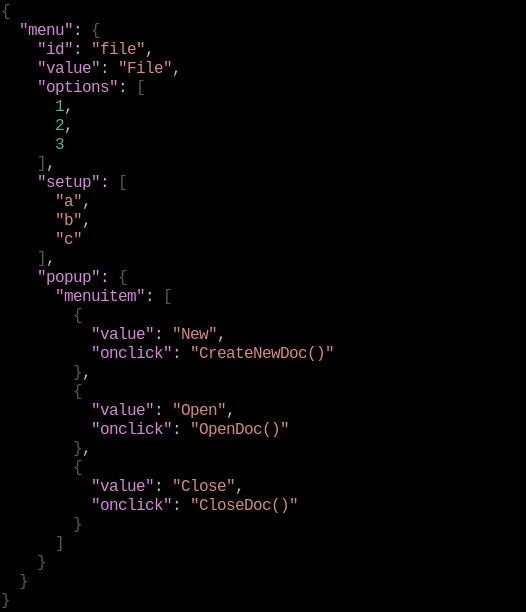 {
  "menu": {
    "id": "file",
    "value": "File",
    "options": [
      1,
      2,
      3
    ],
    "setup": [
      "a",
      "b",
      "c"
    ],
    "popup": {
      "menuitem": [
        {
          "value": "New",
          "onclick": "CreateNewDoc()"
        },
        {
          "value": "Open",
          "onclick": "OpenDoc()"
        },
        {
          "value": "Close",
          "onclick": "CloseDoc()"
        }
      ]
    }
  }
}